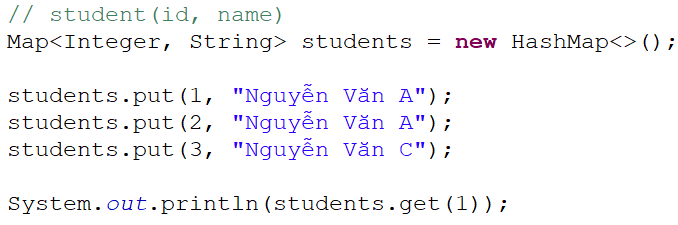 // student(id, name)
Map<Integer, String> students = new HashMap<>();
students.put(1, "Nguyễn Văn A");
students.put(2, "Nguyễn Văn A");
students.put(3, "Nguyễn Văn C");
System.out.println(students.get(1));